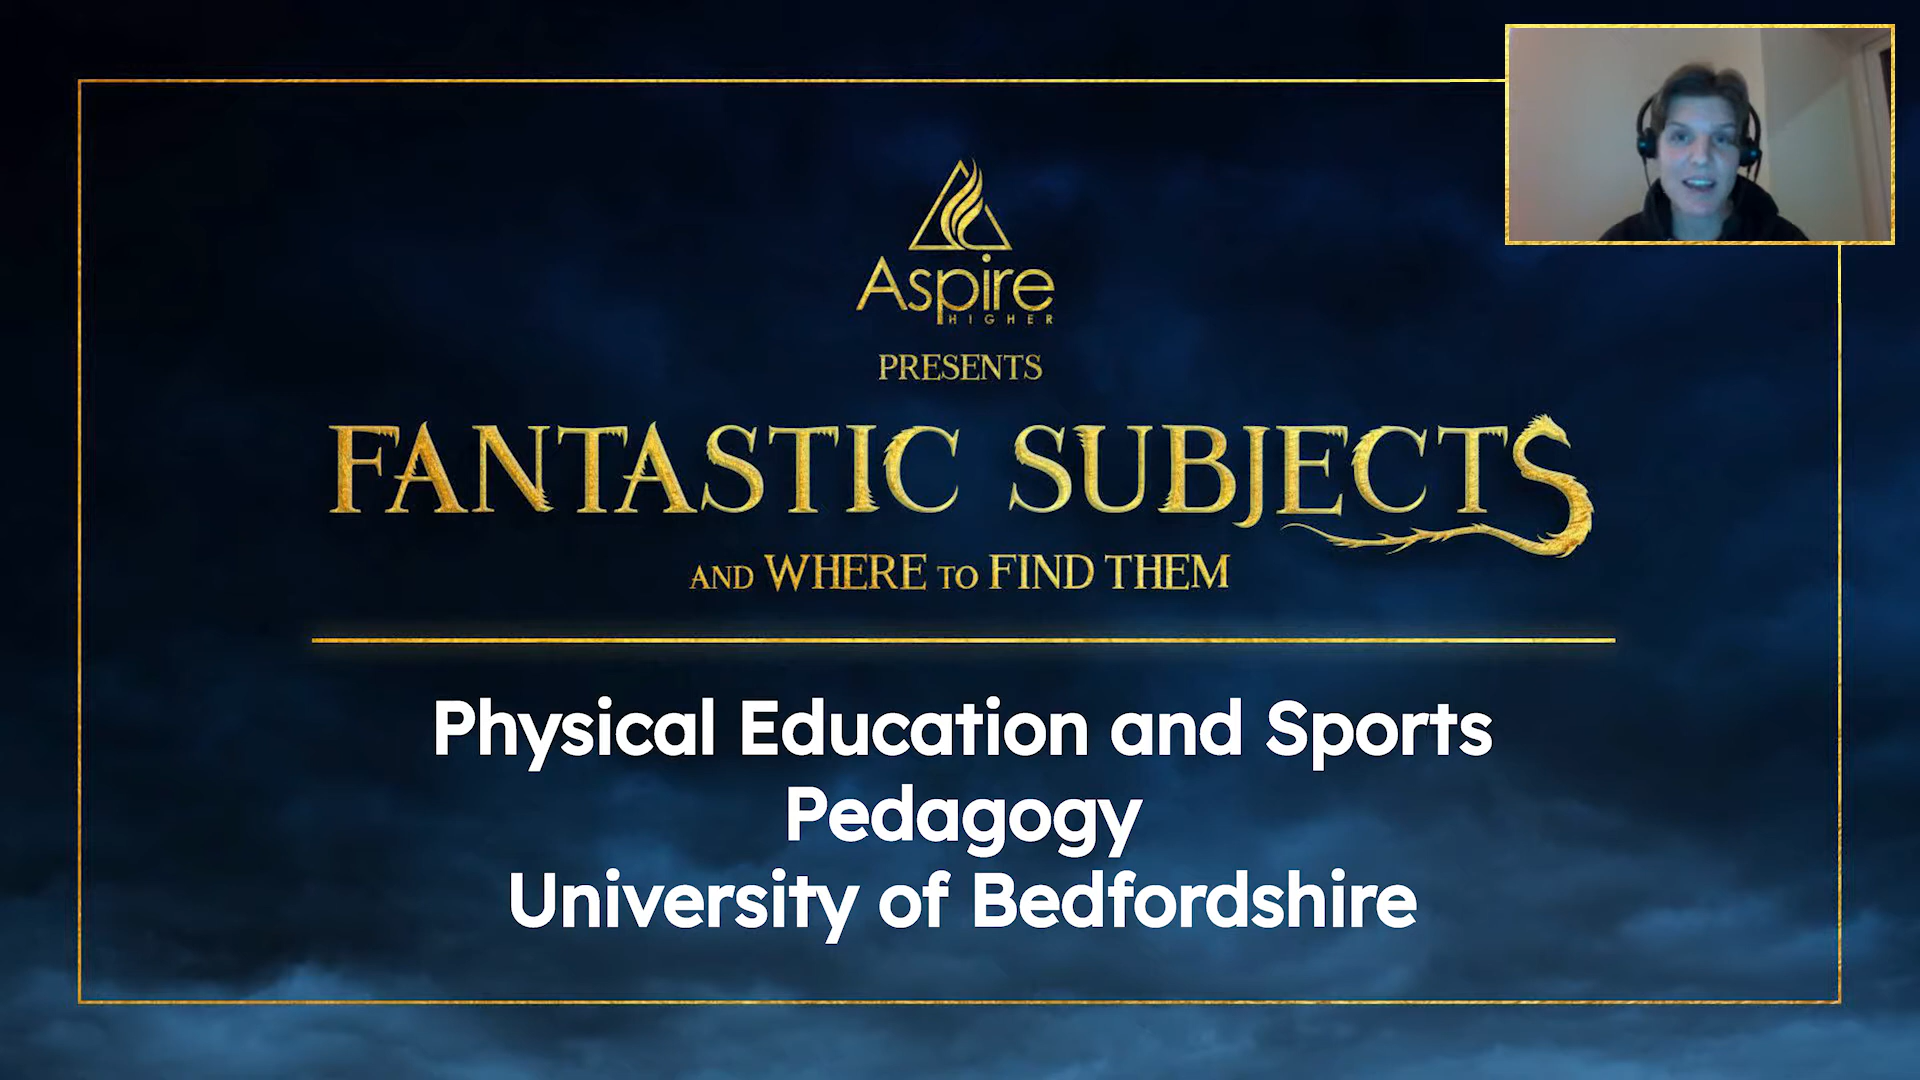 Aspire
HIGHER
PRESENTS
FANTASTIC SUBJECTS
AND WHERE TO FIND THEM
Physical Education and Sports
Pedagogy
University of Bedfordshire